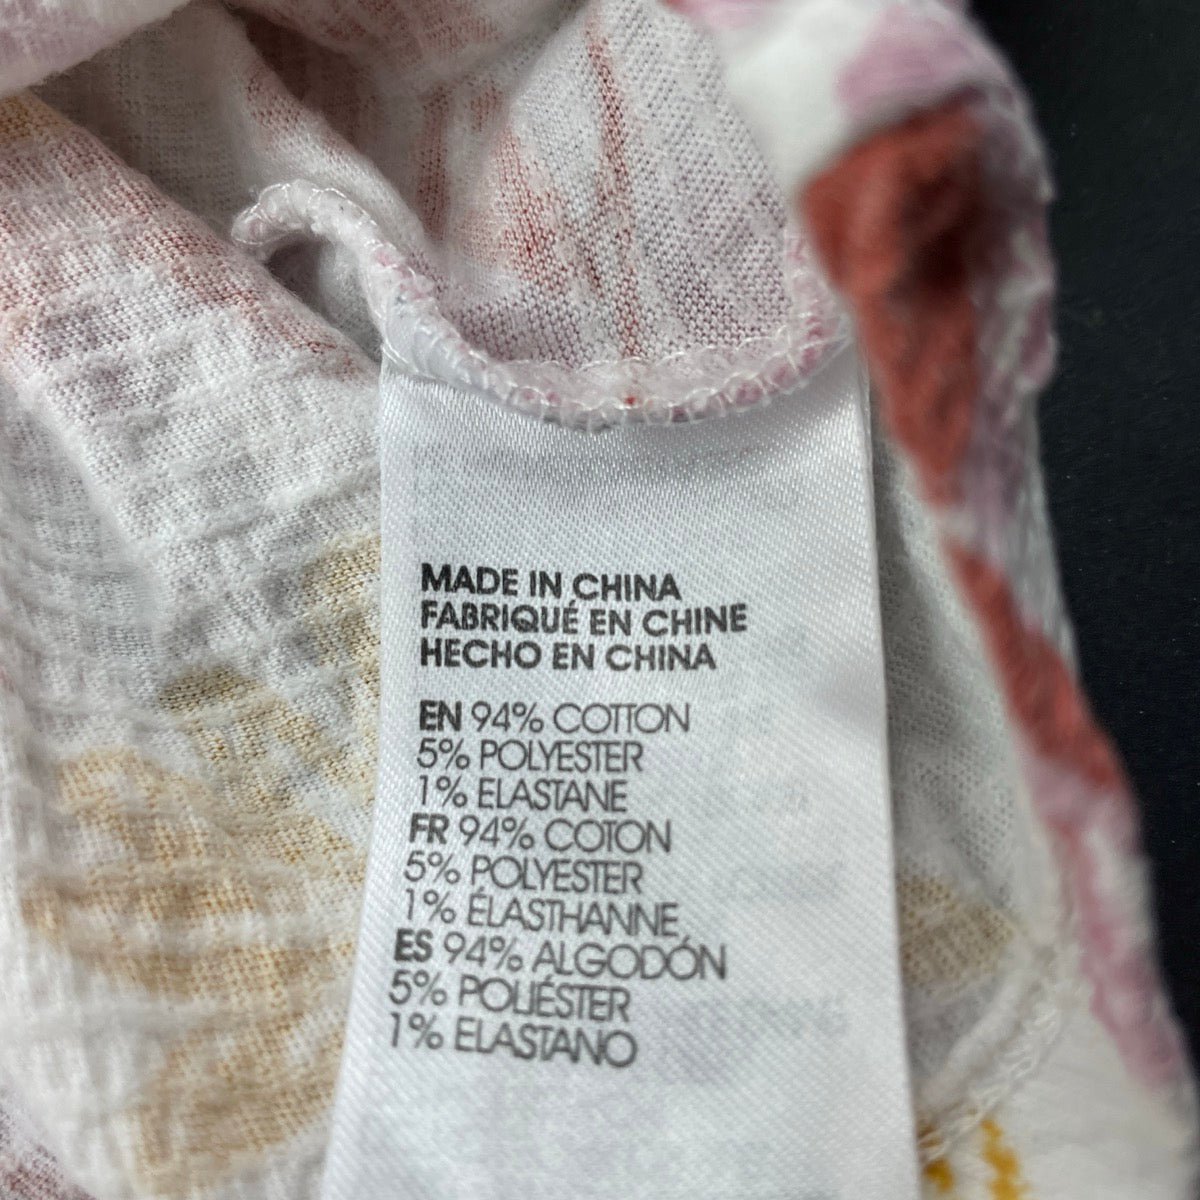 MADE IN CHINA
FABRIQUÉ EN CHINE
HECHO EN CHINA
EN 94% COTTON
5% POLYESTER
1% ELASTANE
FR 94% COTON
5% POLYESTER
1% ÉLASTHANNE
ES 94% ALGODÓN
5% POLIÉSTER
1% ELASTANO